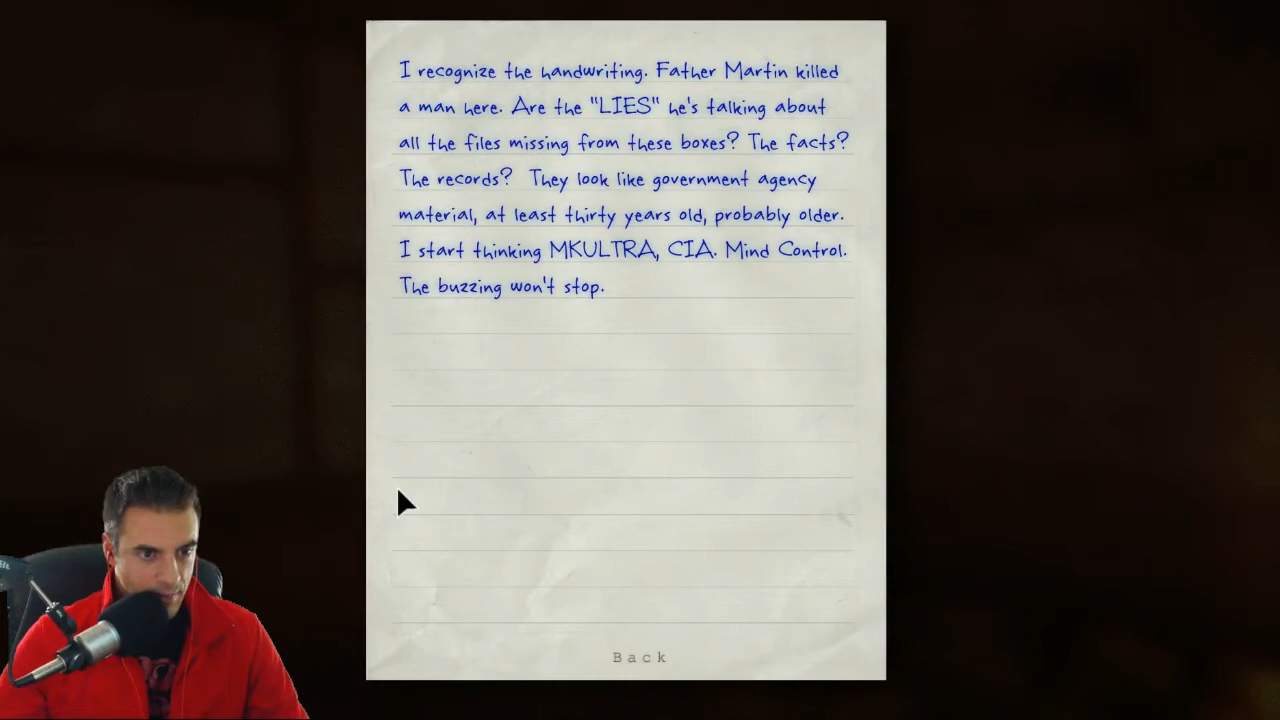 I recognize the handwriting. Father Martin killed
a man here. Are the "LIES" he's talking about
all the files missing from these boxes? The facts?
The records?  They look like government agency
material, at least thirty years old, probably older.
I start thinking MKULTRA, CIA. Mind Control.
The buzzing won't stop.
Back